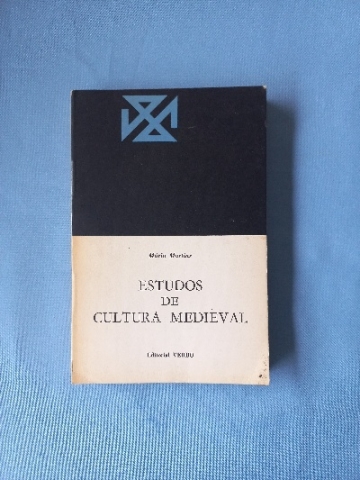 Mário Martins
ESTUDOS
DE
CULTURA MEDIEVAL
Editorial VERBO